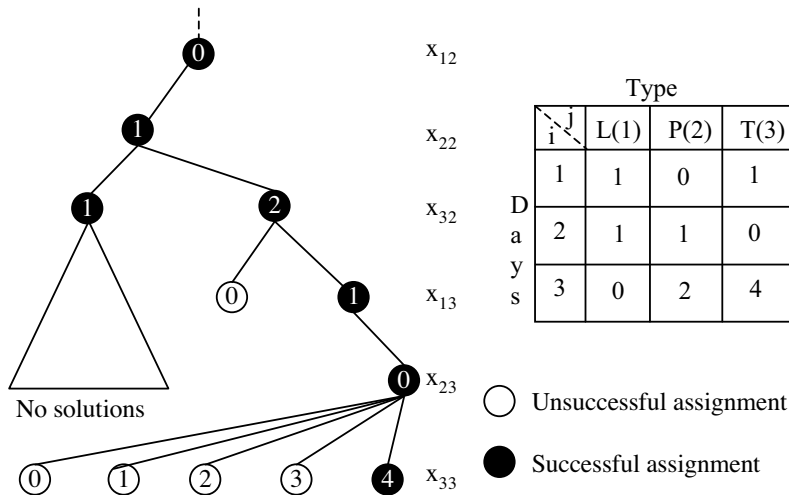 0 x12
1 x22
1 2 x32
0 1 x13
0 x23
No solutions
0 1 2 3 4 x33
Type
i j L(1) P(2) T(3)
1 1 0 1
2 1 1 0
3 0 2 4
Days
Unsuccessful assignment
Successful assignment